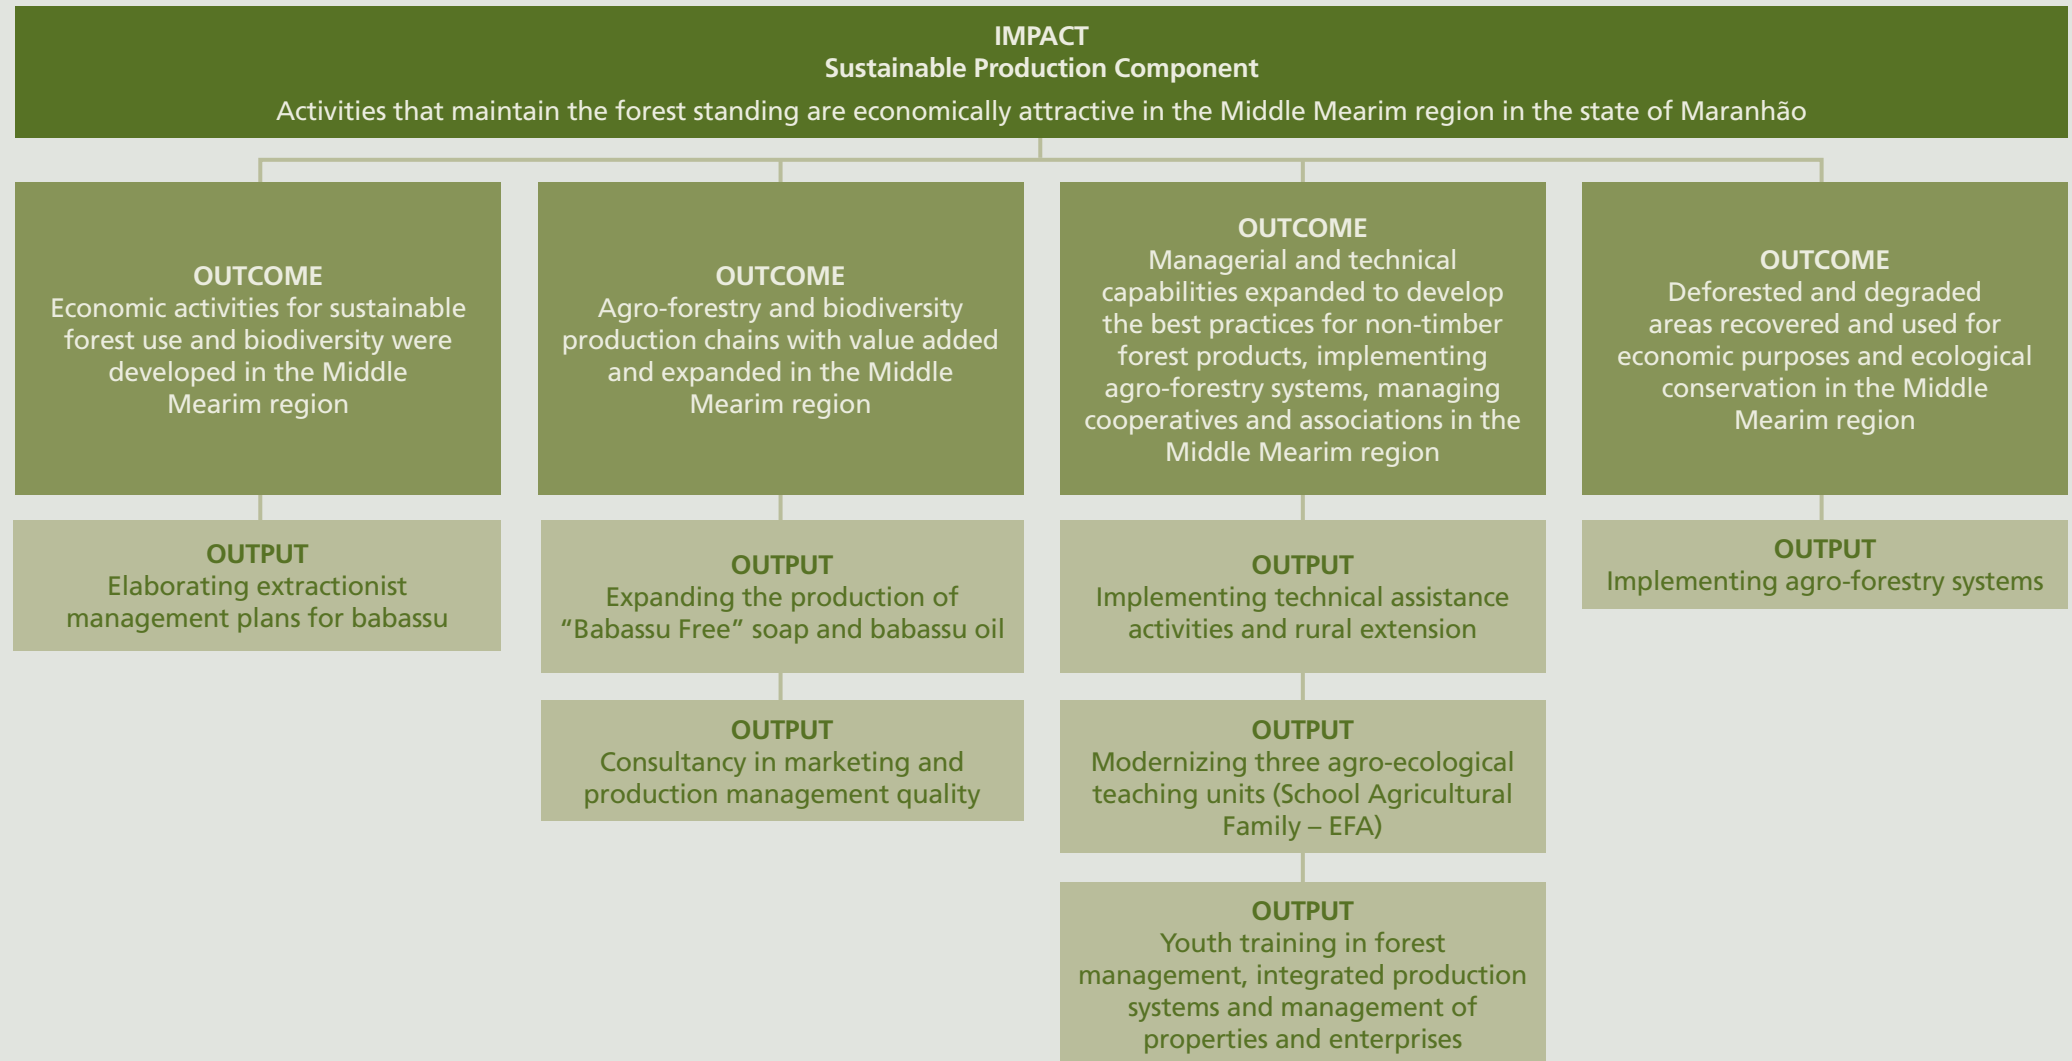 IMPACT
Sustainable Production Component
Activities that maintain the forest standing are economically attractive in the Middle Mearim region in the state of Maranhão
OUTCOME
Economic activities for sustainable
forest use and biodiversity were
developed in the Middle
Mearim region
OUTPUT
Elaborating extractionist
management plans for babassu
OUTCOME
Agro-forestry and biodiversity
production chains with value added
and expanded in the Middle
Mearim region
OUTPUT
Expanding the production of
“Babassu Free” soap and babassu oil
OUTPUT
Consultancy in marketing and
production management quality
OUTCOME
Managerial and technical
capabilities expanded to develop
the best practices for non-timber
forest products, implementing
agro-forestry systems, managing
cooperatives and associations in the
Middle Mearim region
OUTPUT
Implementing technical assistance
activities and rural extension
OUTPUT
Modernizing three agro-ecological
teaching units (School Agricultural
Family – EFA)
OUTPUT
Youth training in forest
management, integrated production
systems and management of
properties and enterprises
OUTCOME
Deforested and degraded
areas recovered and used for
economic purposes and ecological
conservation in the Middle
Mearim region
OUTPUT
Implementing agro-forestry systems